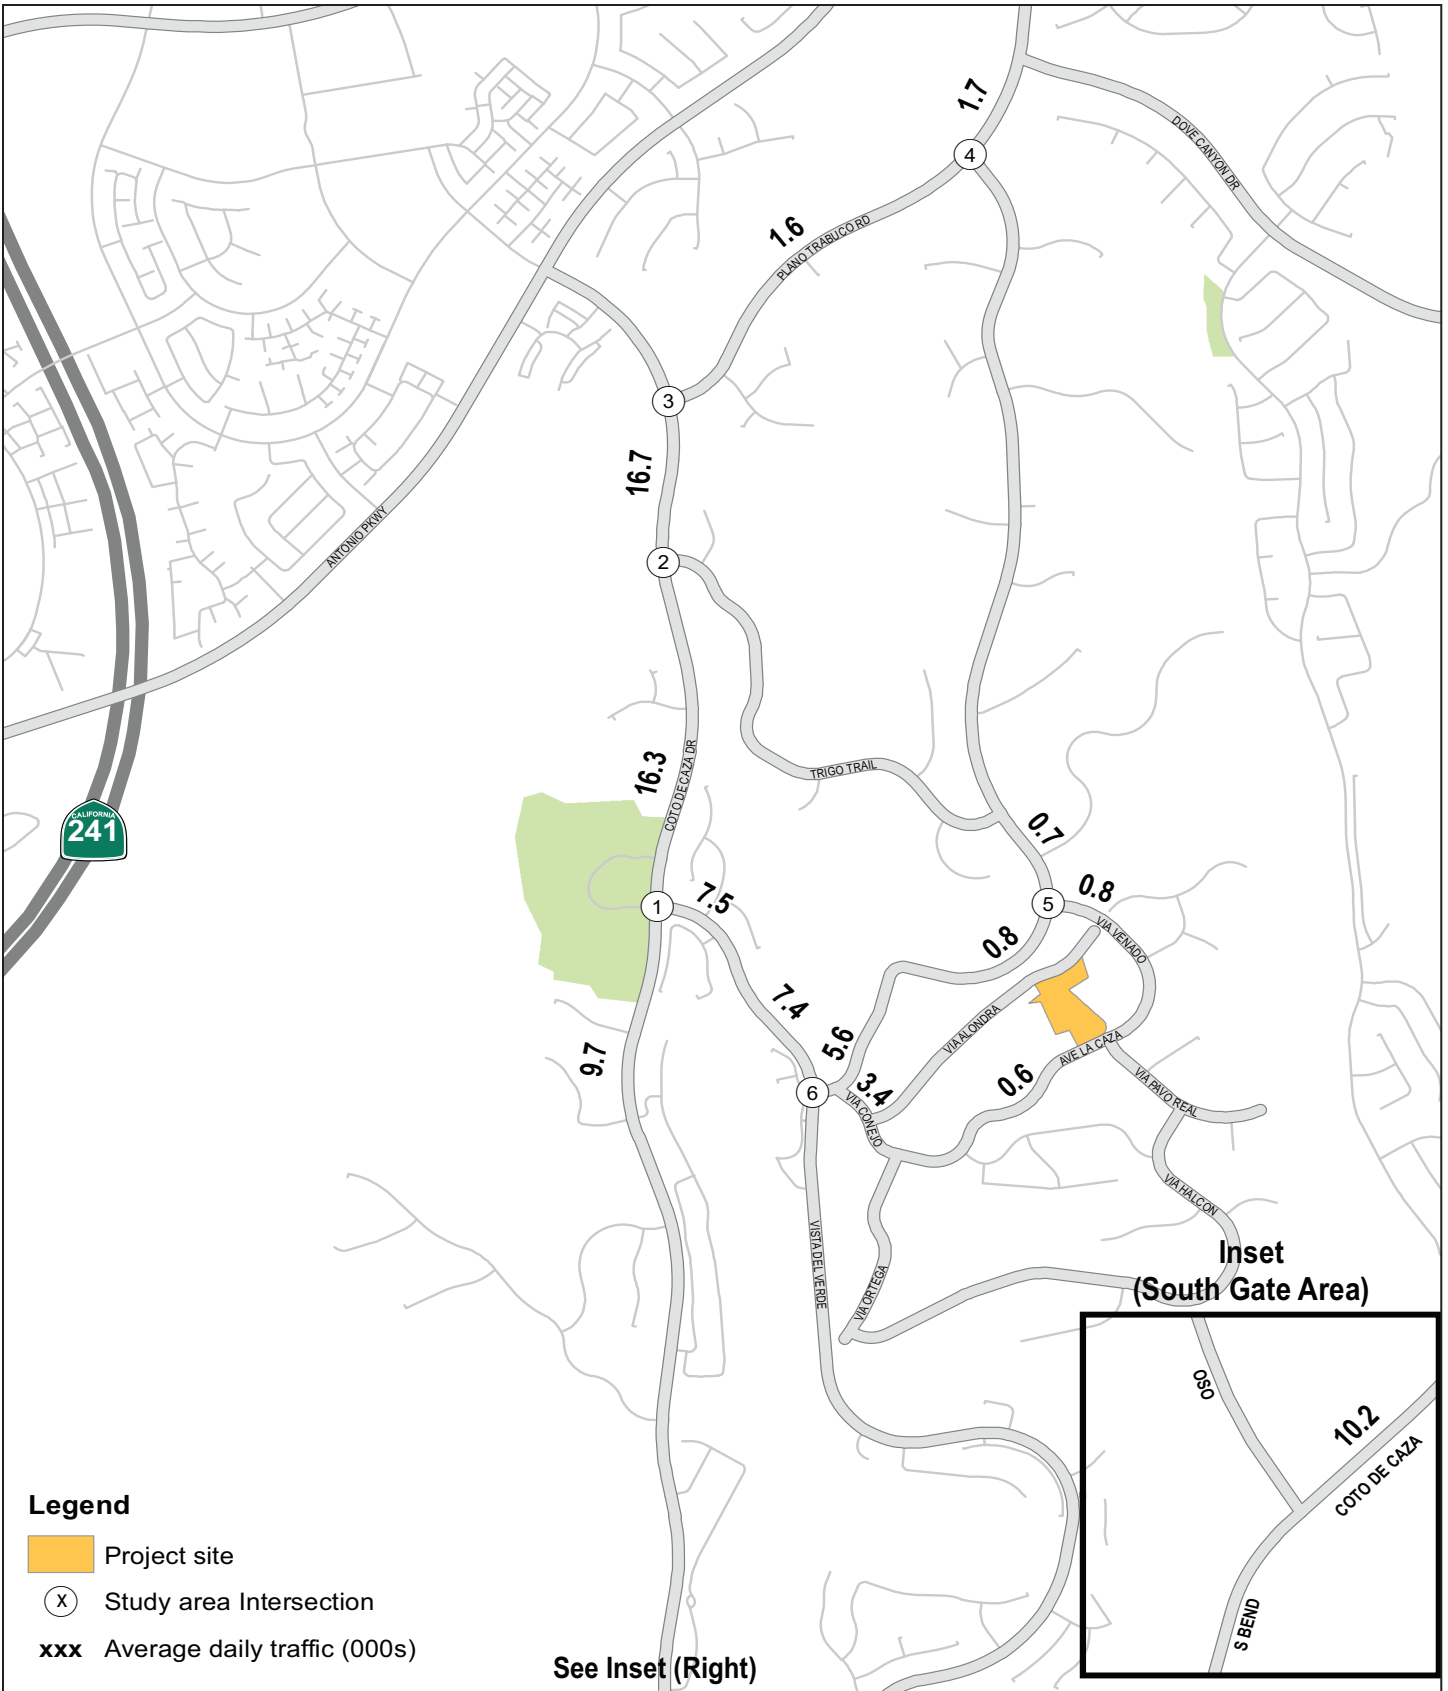 1.7
DOVE CANYON DR
4
1.6
PLANO TRABUCO RD
3
16.7
ANTONIO PKWY
2
16.3
COTO DE CAZA DR
TRIGO TRAIL
CALIFORNIA
241
0.7
0.8
5
7.5
1
VIA VENADO
0.8
7.4
5.6
VIA ALONDRA
9.7
AVE LA CAZA
0.6
3.4
6
VIA CONEJO
VIA PAVO REAL
VIA HALCON
VISTA DEL VERDE
VIA ORTEGA
Inset
(South Gate Area)
OSO
10.2
COTO DE CAZA
S BEND
Legend
Project site
X Study area Intersection
xxx Average daily traffic (000s)
See Inset (Right)